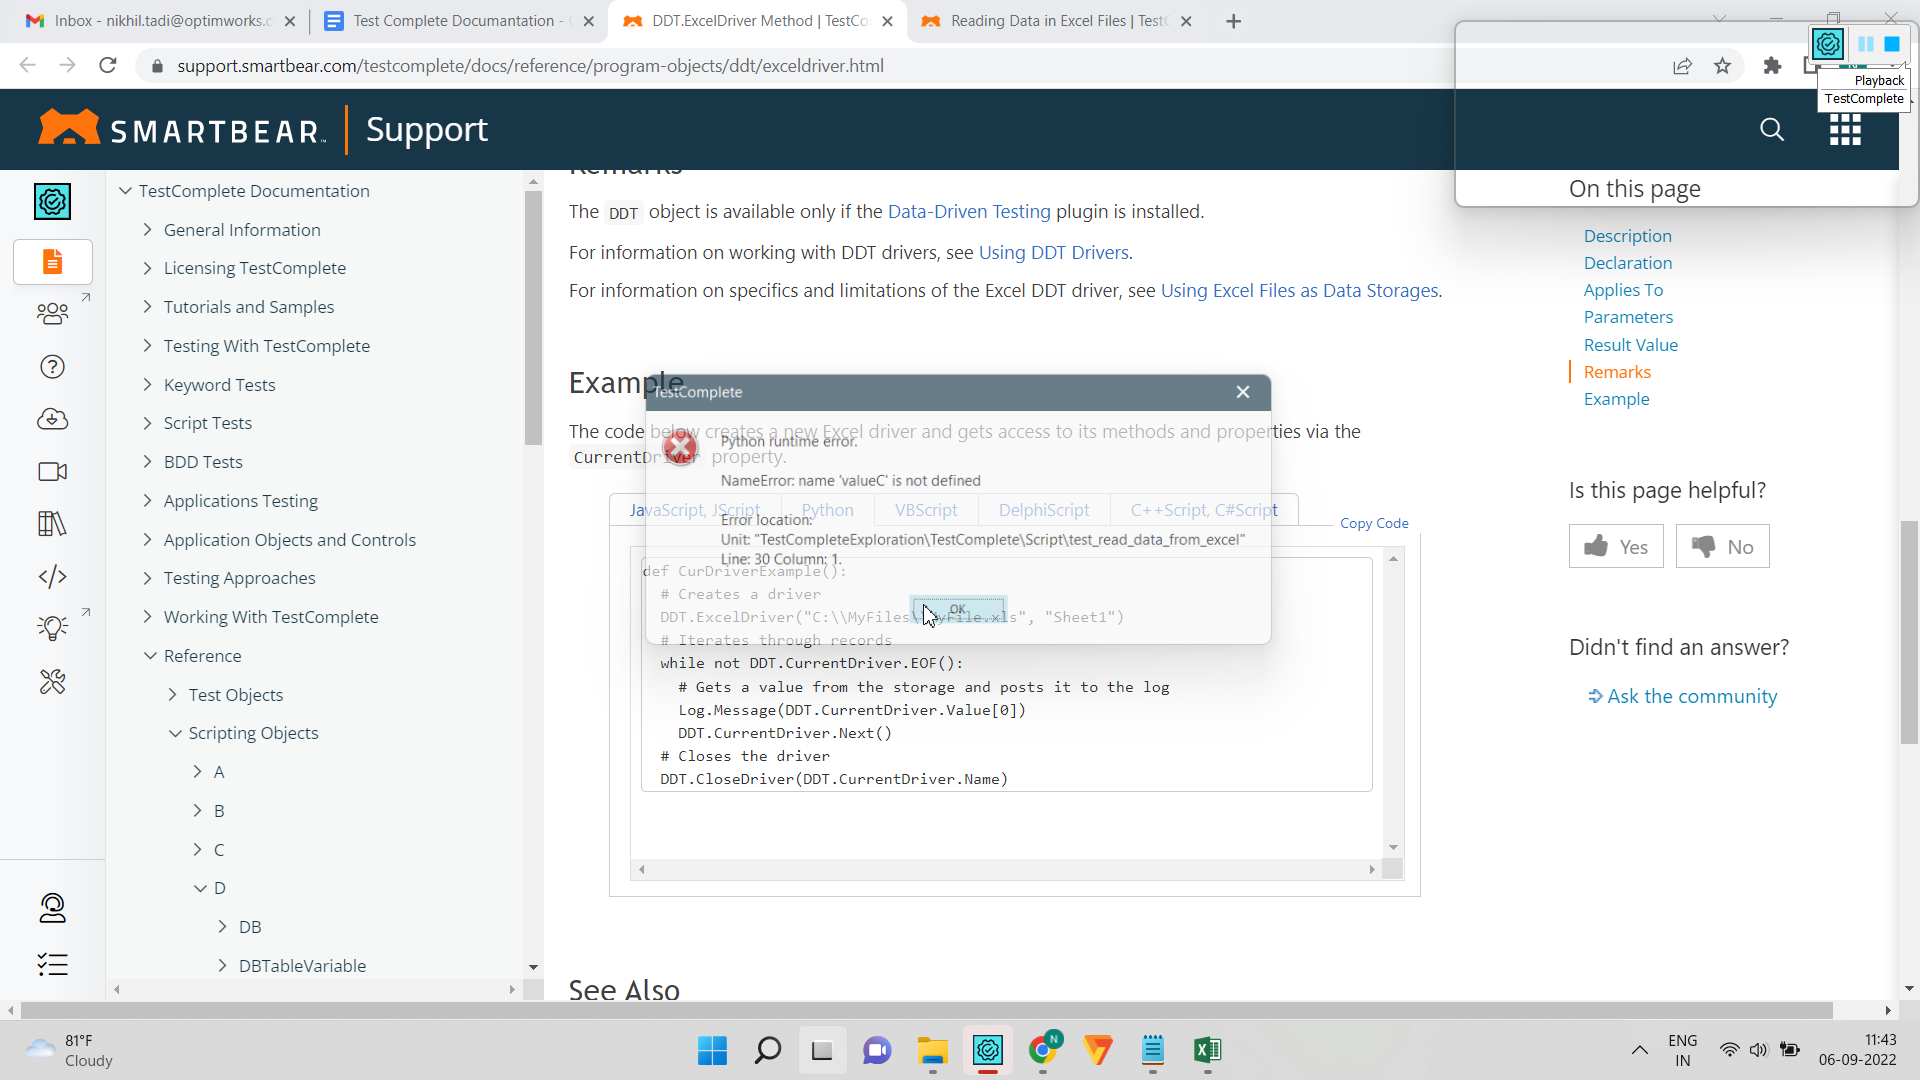 Inbox - nikhil.tadi@optimworks.c
Test Complete Documantation -
DDT.ExcelDriver Method | TestCo
Reading Data in Excel Files | Test
support.smartbear.com/testcomplete/docs/reference/program-objects/ddt/exceldriver.html
Playback
TestComplete
SMARTBEAR
Support
TestComplete Documentation
General Information
Licensing TestComplete
Tutorials and Samples
Testing With TestComplete
Keyword Tests
Script Tests
BDD Tests
Applications Testing
Application Objects and Controls
Testing Approaches
Working With TestComplete
Reference
Test Objects
Scripting Objects
A
B
C
D
DB
DBTableVariable
Remarks
The DDT object is available only if the Data-Driven Testing plugin is installed.
For information on working with DDT drivers, see Using DDT Drivers.
For information on specifics and limitations of the Excel DDT driver, see Using Excel Files as Data Storages.
Example
The code below creates a new Excel driver and gets access to its methods and properties via the
CurrentDriver property.
JavaScript, JScript
Python
VBScript
DelphiScript
C++Script, C#Script
Copy Code
def CurDriverExample():
# Creates a driver
DDT.ExcelDriver("C:\\MyFiles\\MyFile.xls", "Sheet1")
# Iterates through records
while not DDT.CurrentDriver.EOF():
# Gets a value from the storage and posts it to the log
Log.Message(DDT.CurrentDriver.Value[0])
DDT.CurrentDriver.Next()
# Closes the driver
DDT.CloseDriver(DDT.CurrentDriver.Name)
See Also
TestComplete
Python runtime error.
NameError: name 'valueC' is not defined
Error location:
Unit: "TestCompleteExploration\TestComplete\Script\test_read_data_from_excel"
Line: 30 Column: 1.
OK
On this page
Description
Declaration
Applies To
Parameters
Result Value
Remarks
Example
Is this page helpful?
Yes
No
Didn't find an answer?
Ask the community
81°F
Cloudy
N
ENG
IN
11:43
06-09-2022